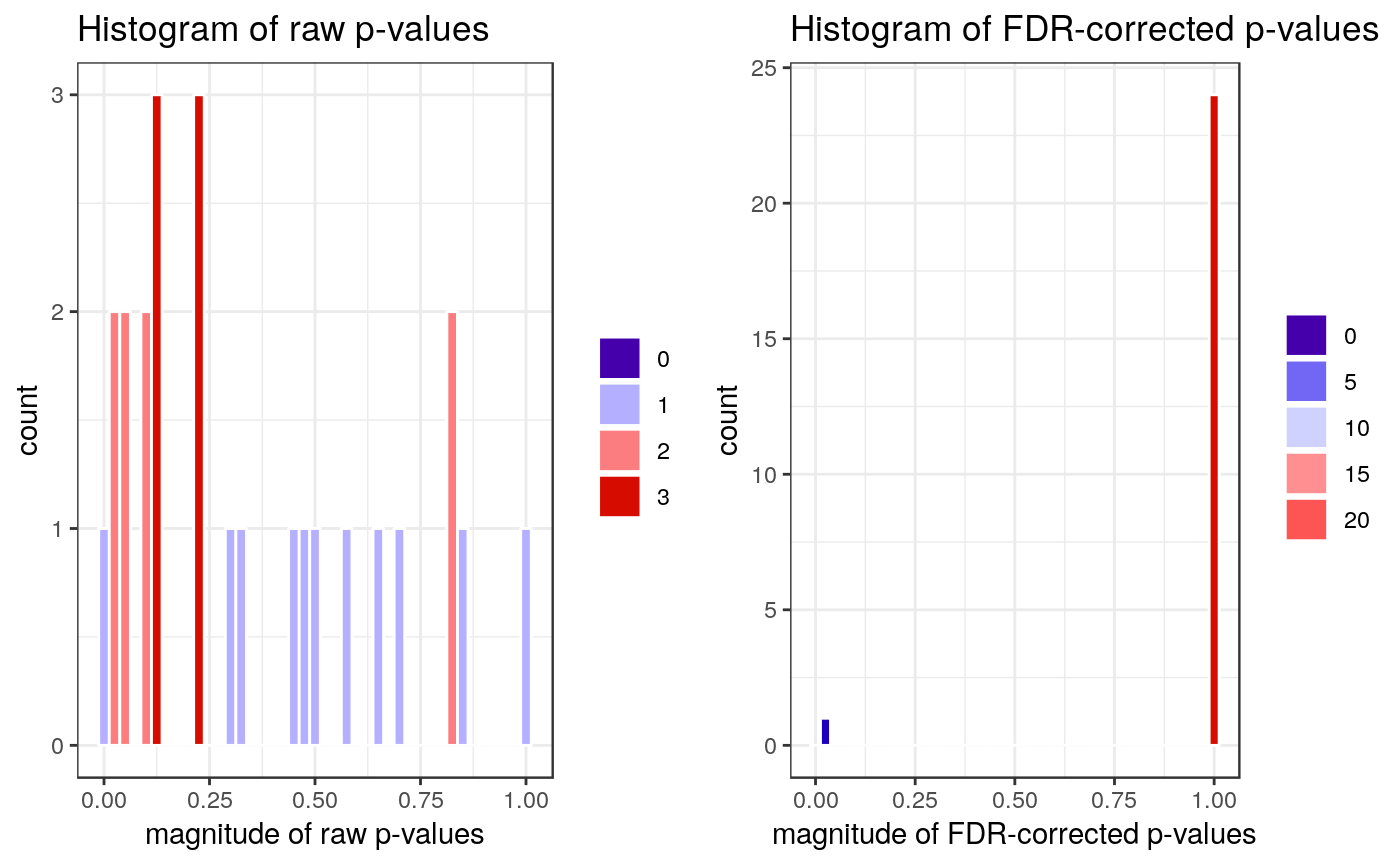 Histogram of raw p-values
3
2
1
0
count
0.00 0.25 0.50 0.75 1.00
magnitude of raw p-values
0
1
2
3
Histogram of FDR-corrected p-values
25
20
15
10
5
0
count
0.00 0.25 0.50 0.75 1.00
magnitude of FDR-corrected p-values
0
5
10
15
20